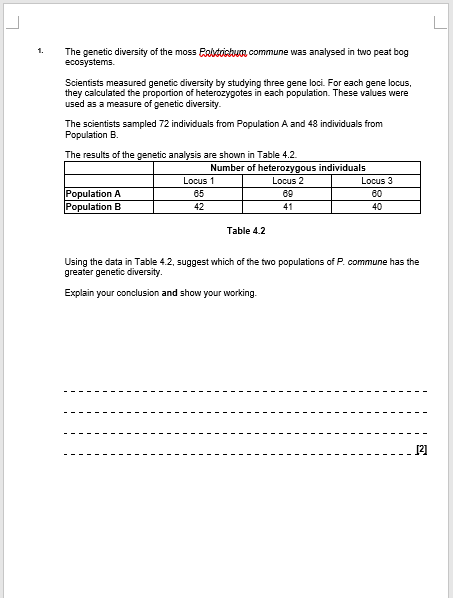 1. The genetic diversity of the moss Polytrichum commune was analysed in two peat bog
ecosystems.
Scientists measured genetic diversity by studying three gene loci. For each gene locus,
they calculated the proportion of heterozygotes in each population. These values were
used as a measure of genetic diversity.
The scientists sampled 72 individuals from Population A and 48 individuals from
Population B.
The results of the genetic analysis are shown in Table 4.2.
Number of heterozygous individuals
Locus 1 Locus 2 Locus 3
Population A 65 69 60
Population B 42 41 40
Table 4.2
Using the data in Table 4.2, suggest which of the two populations of P. commune has the
greater genetic diversity.
Explain your conclusion and show your working.
[2]